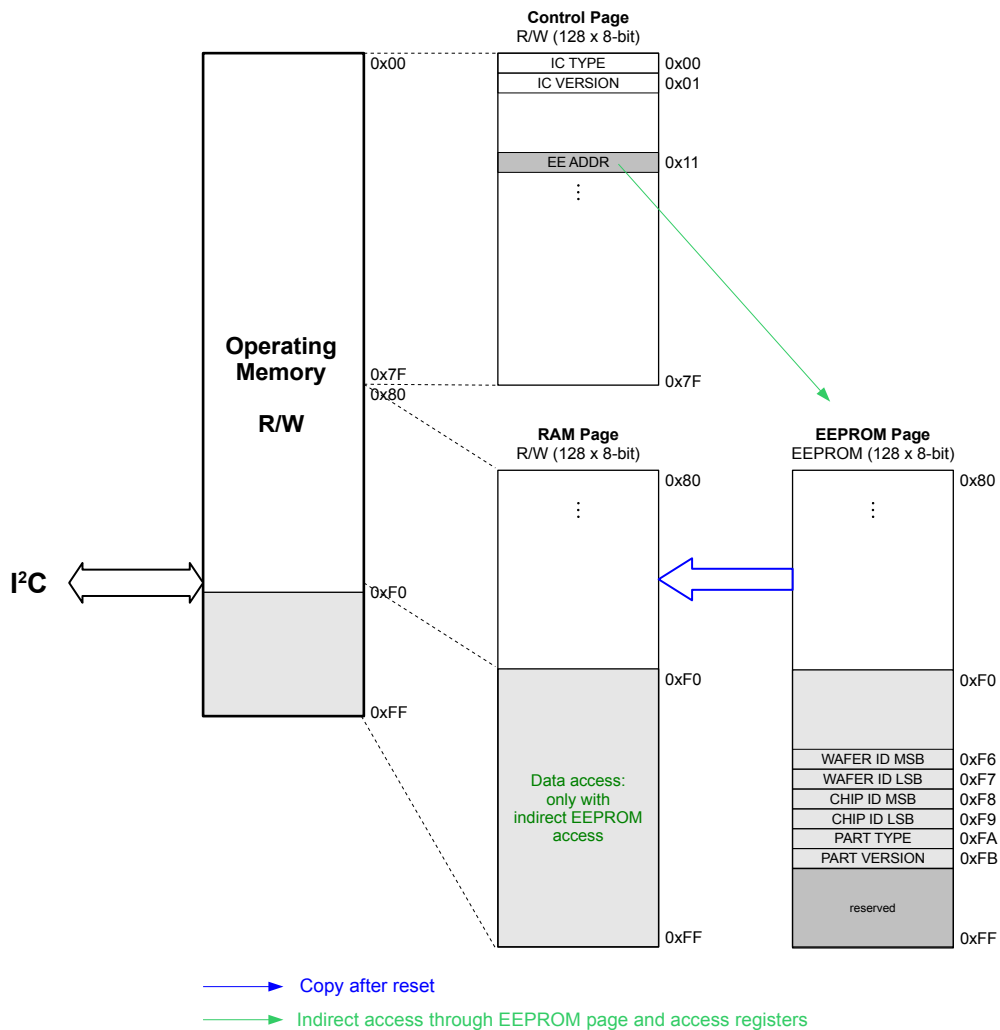 Control Page
R/W (128 x 8-bit)
0x00
IC TYPE
0x00
IC VERSION
0x01
EE ADDR
0x11
⋮
Operating
Memory
R/W
0x7F
0x80
0x7F
RAM Page
R/W (128 x 8-bit)
EEPROM Page
EEPROM (128 x 8-bit)
0x80
0x80
⋮
⋮
I²C
0xF0
0xF0
0xF0
0xFF
Data access:
only with
indirect EEPROM
access
WAFER ID MSB
0xF6
WAFER ID LSB
0xF7
CHIP ID MSB
0xF8
CHIP ID LSB
0xF9
PART TYPE
0xFA
PART VERSION
0xFB
reserved
0xFF
0xFF
Copy after reset
Indirect access through EEPROM page and access registers